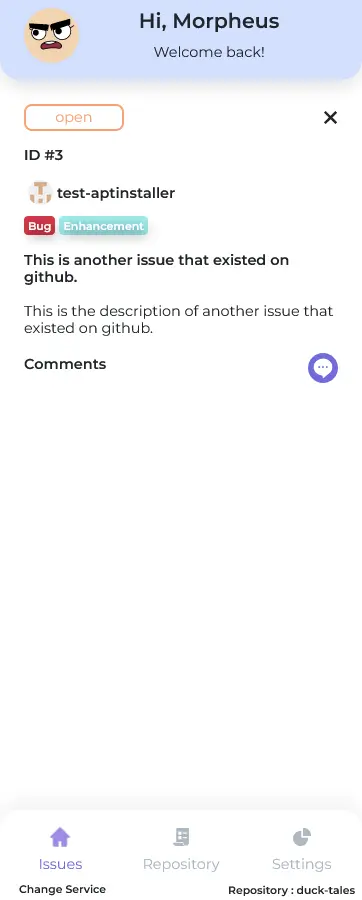 Hi, Morpheus
Welcome back!
open
ID #3
test-aptinstaller
Bug Enhancement
This is another issue that existed on
github.
This is the description of another issue that
existed on github.
Comments
Issues Repository Settings
Change Service Repository : duck-tales